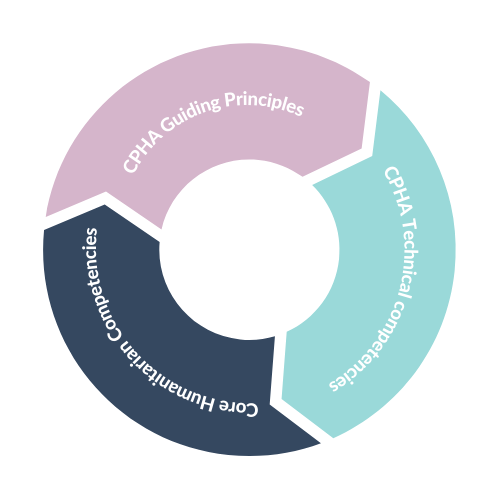 CPHA Guiding Principles
CPHA Technical competencies
Core Humanitarian Competencies